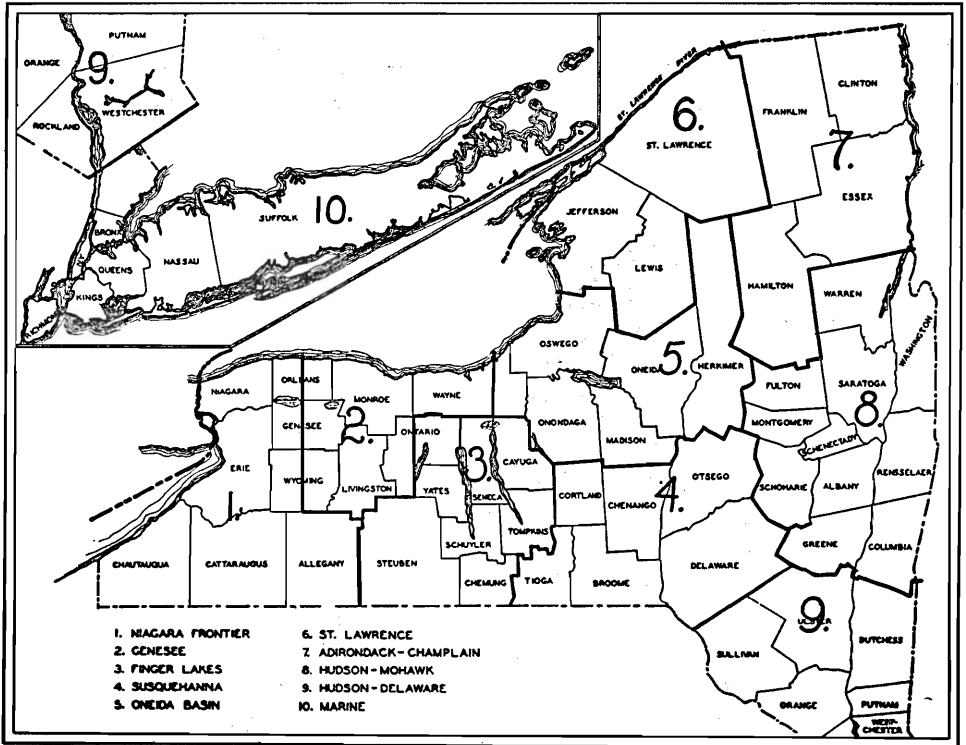 PUTNAM
ORANGE
9.
WESTCHESTER
ROCKLAND
BRONX
N.Y.
QUEENS
NASSAU
KINGS
RICHMOND
SUFFOLK
10.
ST. LAWRENCE RIVER
6.
ST. LAWRENCE
FRANKLIN
CLINTON
7.
ESSEX
JEFFERSON
LEWIS
HAMILTON
WARREN
WASHINGTON
OSWEGO
ONEIDA
5.
HERKIMER
FULTON
SARATOGA
8.
MONTGOMERY
SCHENECTADY
NIAGARA
ORLEANS
MONROE
WAYNE
GENESEE
2.
ONTARIO
ONONDAGA
MADISON
CAYUGA
3.
ERIE
WYOMING
LIVINGSTON
YATES
SENECA
CORTLAND
CHENANGO
4.
OTSEGO
SCHOHARIE
ALBANY
RENSSELAER
TOMPKINS
SCHUYLER
GREENE
COLUMBIA
CHAUTAUQUA
CATTARAUGUS
ALLEGANY
STEUBEN
CHEMUNG
TIOGA
BROOME
DELAWARE
ULSTER
9.
DUTCHESS
SULLIVAN
ORANGE
PUTNAM
WEST-
CHESTER
1. NIAGARA FRONTIER
2. GENESEE
3. FINGER LAKES
4. SUSQUEHANNA
5. ONEIDA BASIN
6. ST. LAWRENCE
7. ADIRONDACK-CHAMPLAIN
8. HUDSON-MOHAWK
9. HUDSON-DELAWARE
10. MARINE